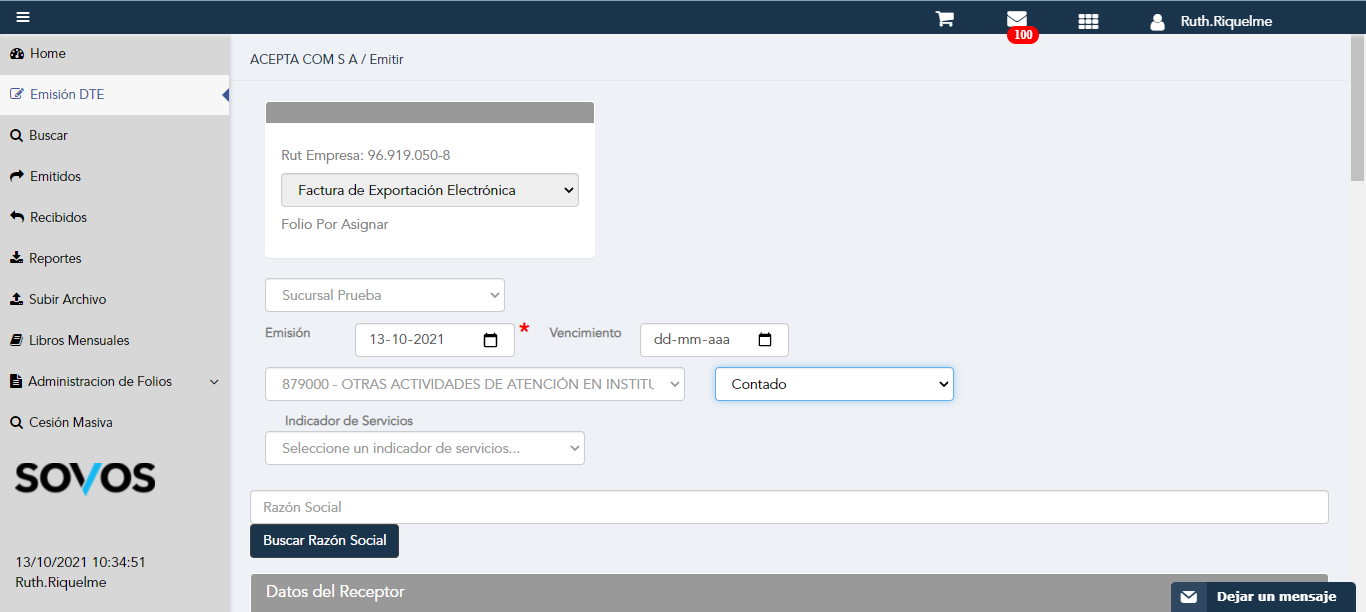 Ruth.Riquelme
100
Home
Emisión DTE
Buscar
Emitidos
Recibidos
Reportes
Subir Archivo
Libros Mensuales
Administracion de Folios
Cesión Masiva
SOVOS
13/10/2021 10:34:51
Ruth.Riquelme
ACEPTA COM S A / Emitir
Rut Empresa: 96.919.050-8
Factura de Exportación Electrónica
Folio Por Asignar
Sucursal Prueba
Emisión 13-10-2021 * Vencimiento dd-mm-aaa
879000 - OTRAS ACTIVIDADES DE ATENCIÓN EN INSTITU Contado
Indicador de Servicios
Seleccione un indicador de servicios...
Razón Social
Buscar Razón Social
Datos del Receptor
Dejar un mensaje